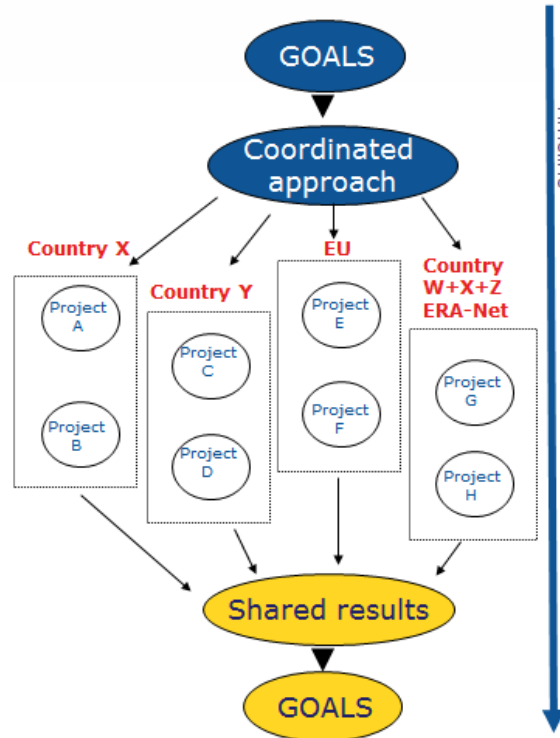 GOALS
Coordinated
approach
Country X
Country Y
EU
Country
W+X+Z
ERA-Net
Project
A
Project
B
Project
C
Project
D
Project
E
Project
F
Project
G
Project
H
Shared results
GOALS